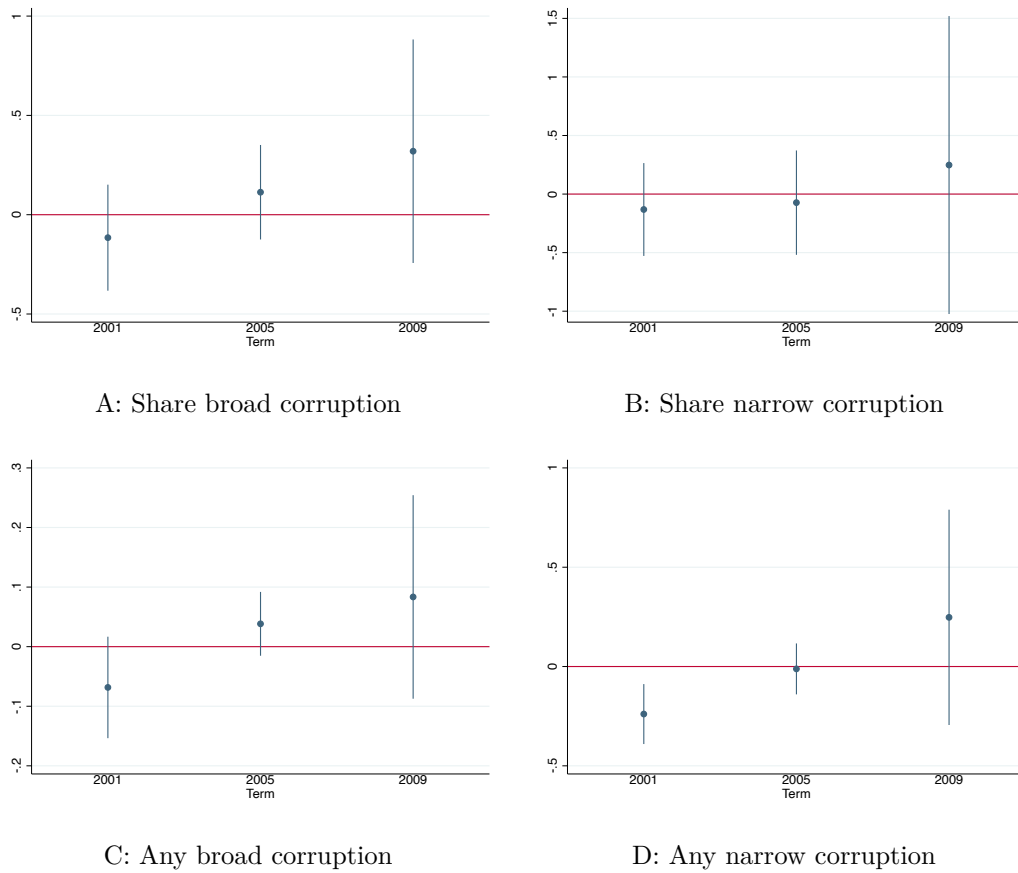 1
.5
0
-.5
2001 2005 2009
Term
A: Share broad corruption
1.5
1
.5
0
-.5
-1
2001 2005 2009
Term
B: Share narrow corruption
.3
.2
.1
0
-.1
-.2
2001 2005 2009
Term
C: Any broad corruption
1
.5
0
-.5
2001 2005 2009
Term
D: Any narrow corruption